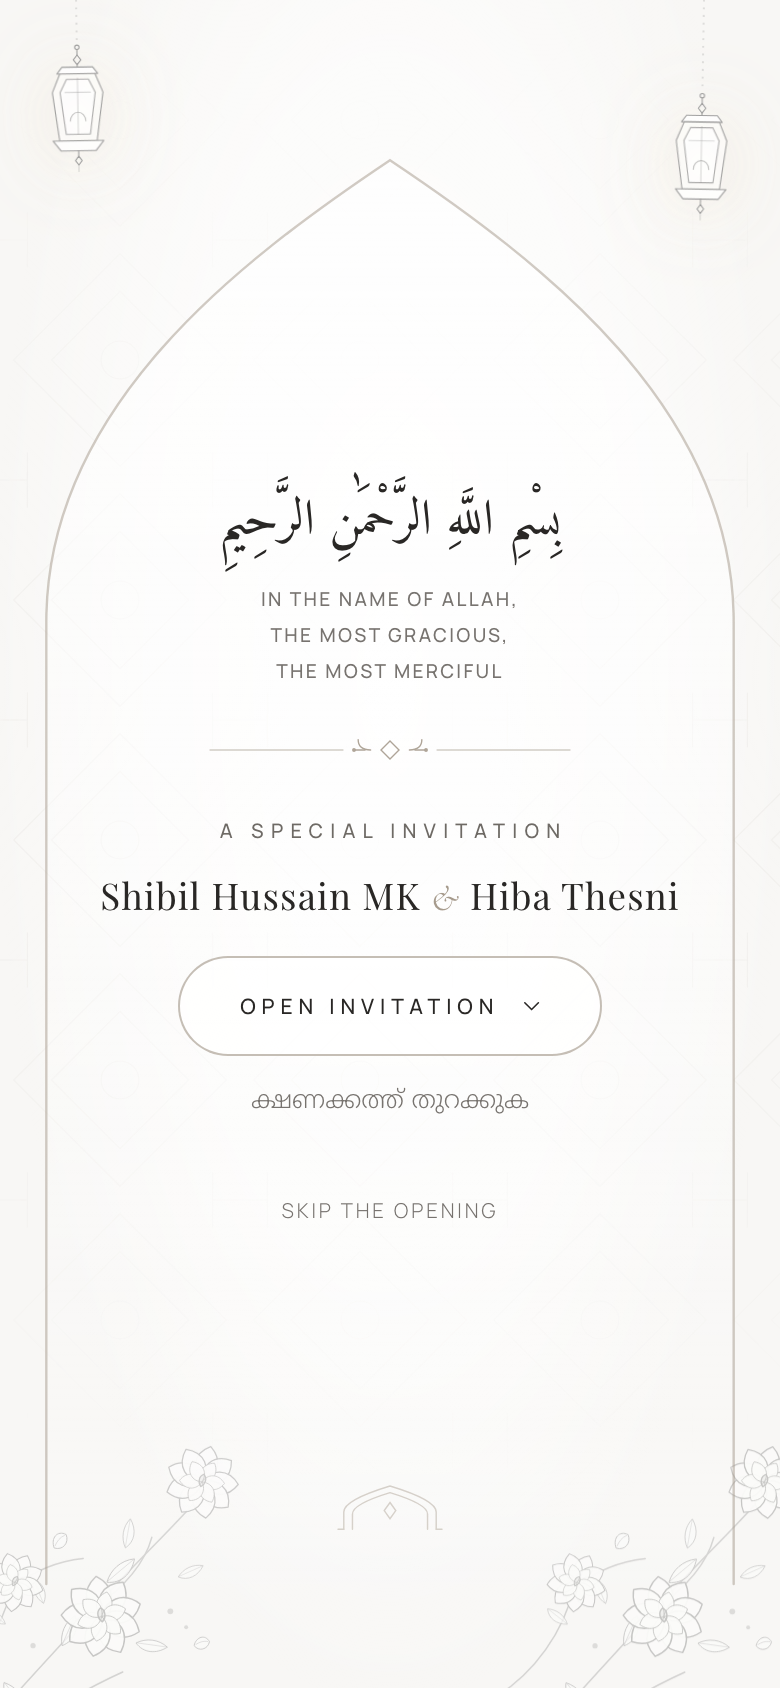 بِسْمِ اللَّهِ الرَّحْمَٰنِ الرَّحِيمِ
IN THE NAME OF ALLAH,
THE MOST GRACIOUS,
THE MOST MERCIFUL
A SPECIAL INVITATION
Shibil Hussain MK & Hiba Thesni
OPEN INVITATION
ക്ഷണക്കത്ത് തുറക്കുക
SKIP THE OPENING